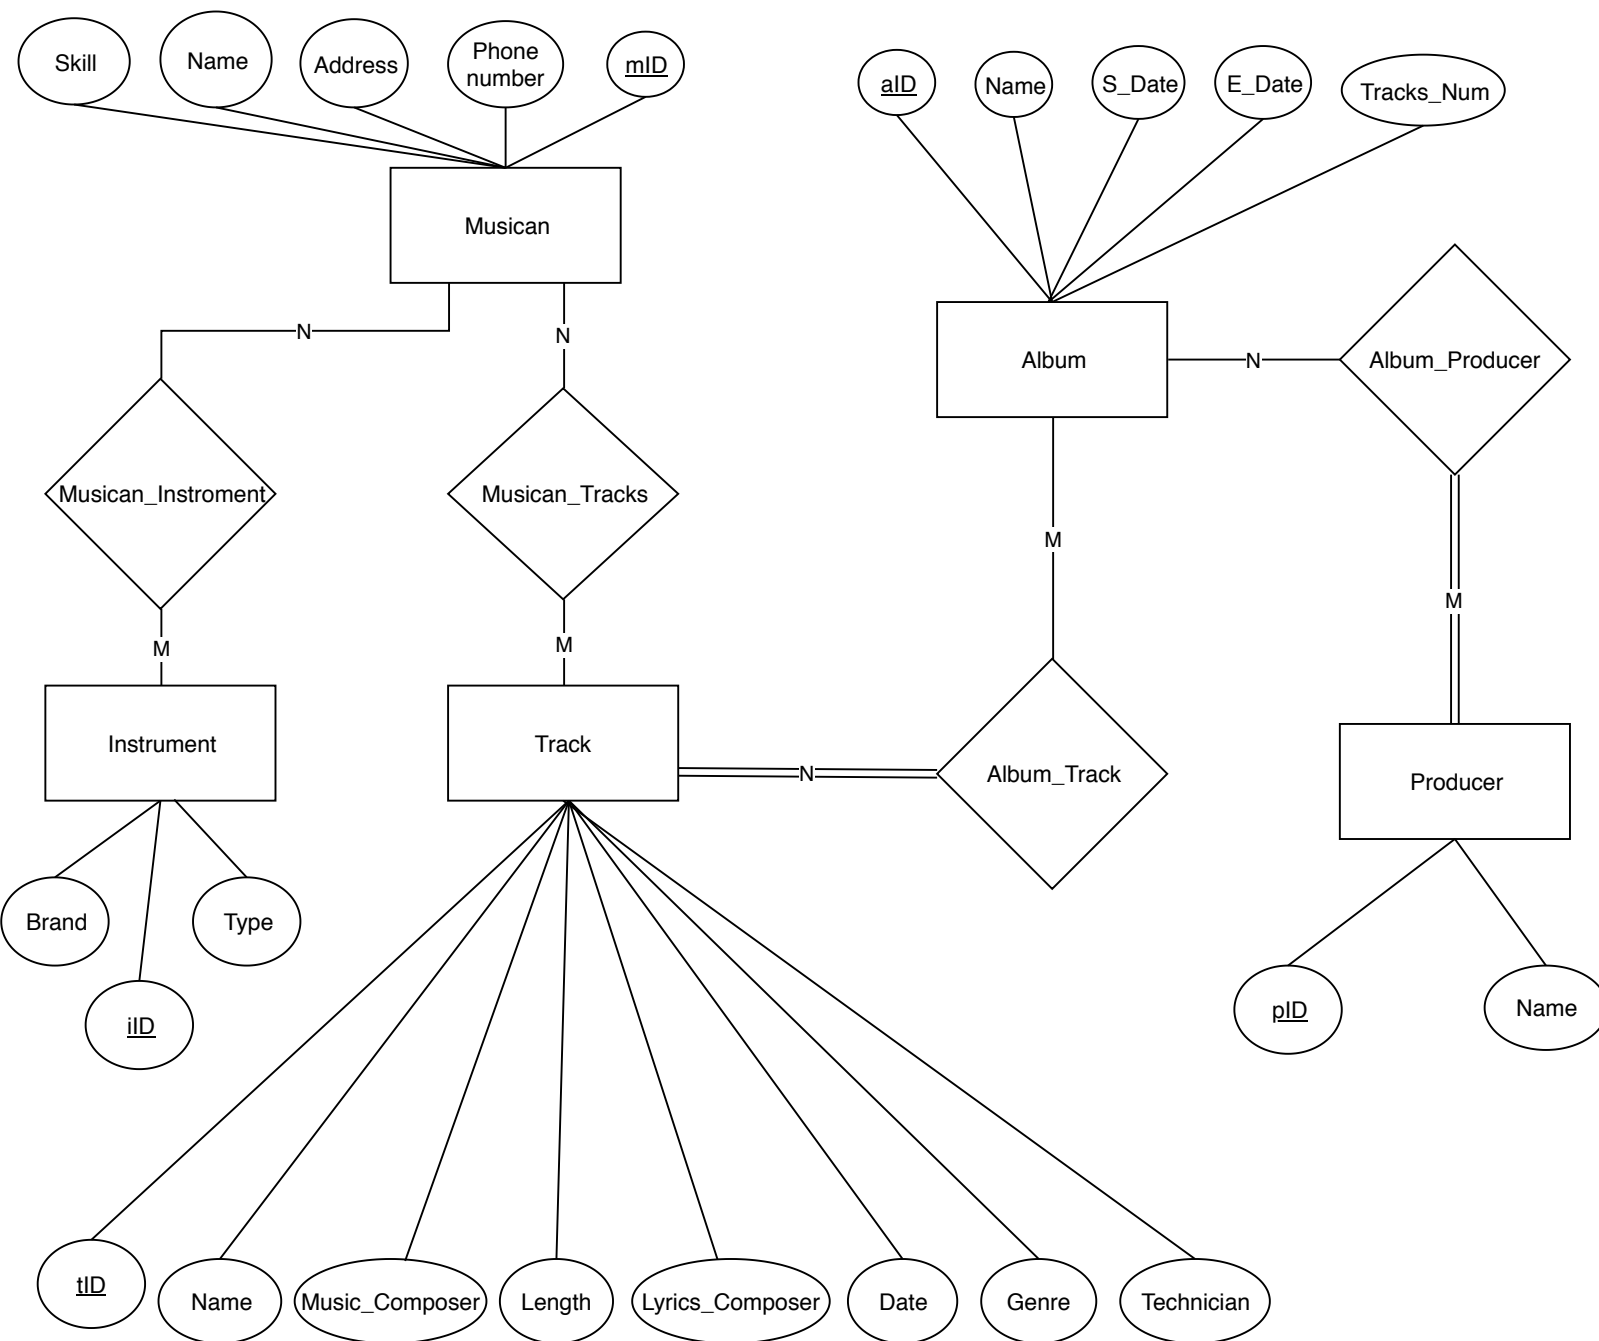 Skill
Name
Address
Phone
number
mID
aID
Name
S_Date
E_Date
Tracks_Num
Musican
Album
Album_Producer
N
N
N
Musican_Instroment
Musican_Tracks
M
M
M
M
Instrument
Track
N
Album_Track
Producer
Brand
Type
iID
pID
Name
tID
Name
Music_Composer
Length
Lyrics_Composer
Date
Genre
Technician